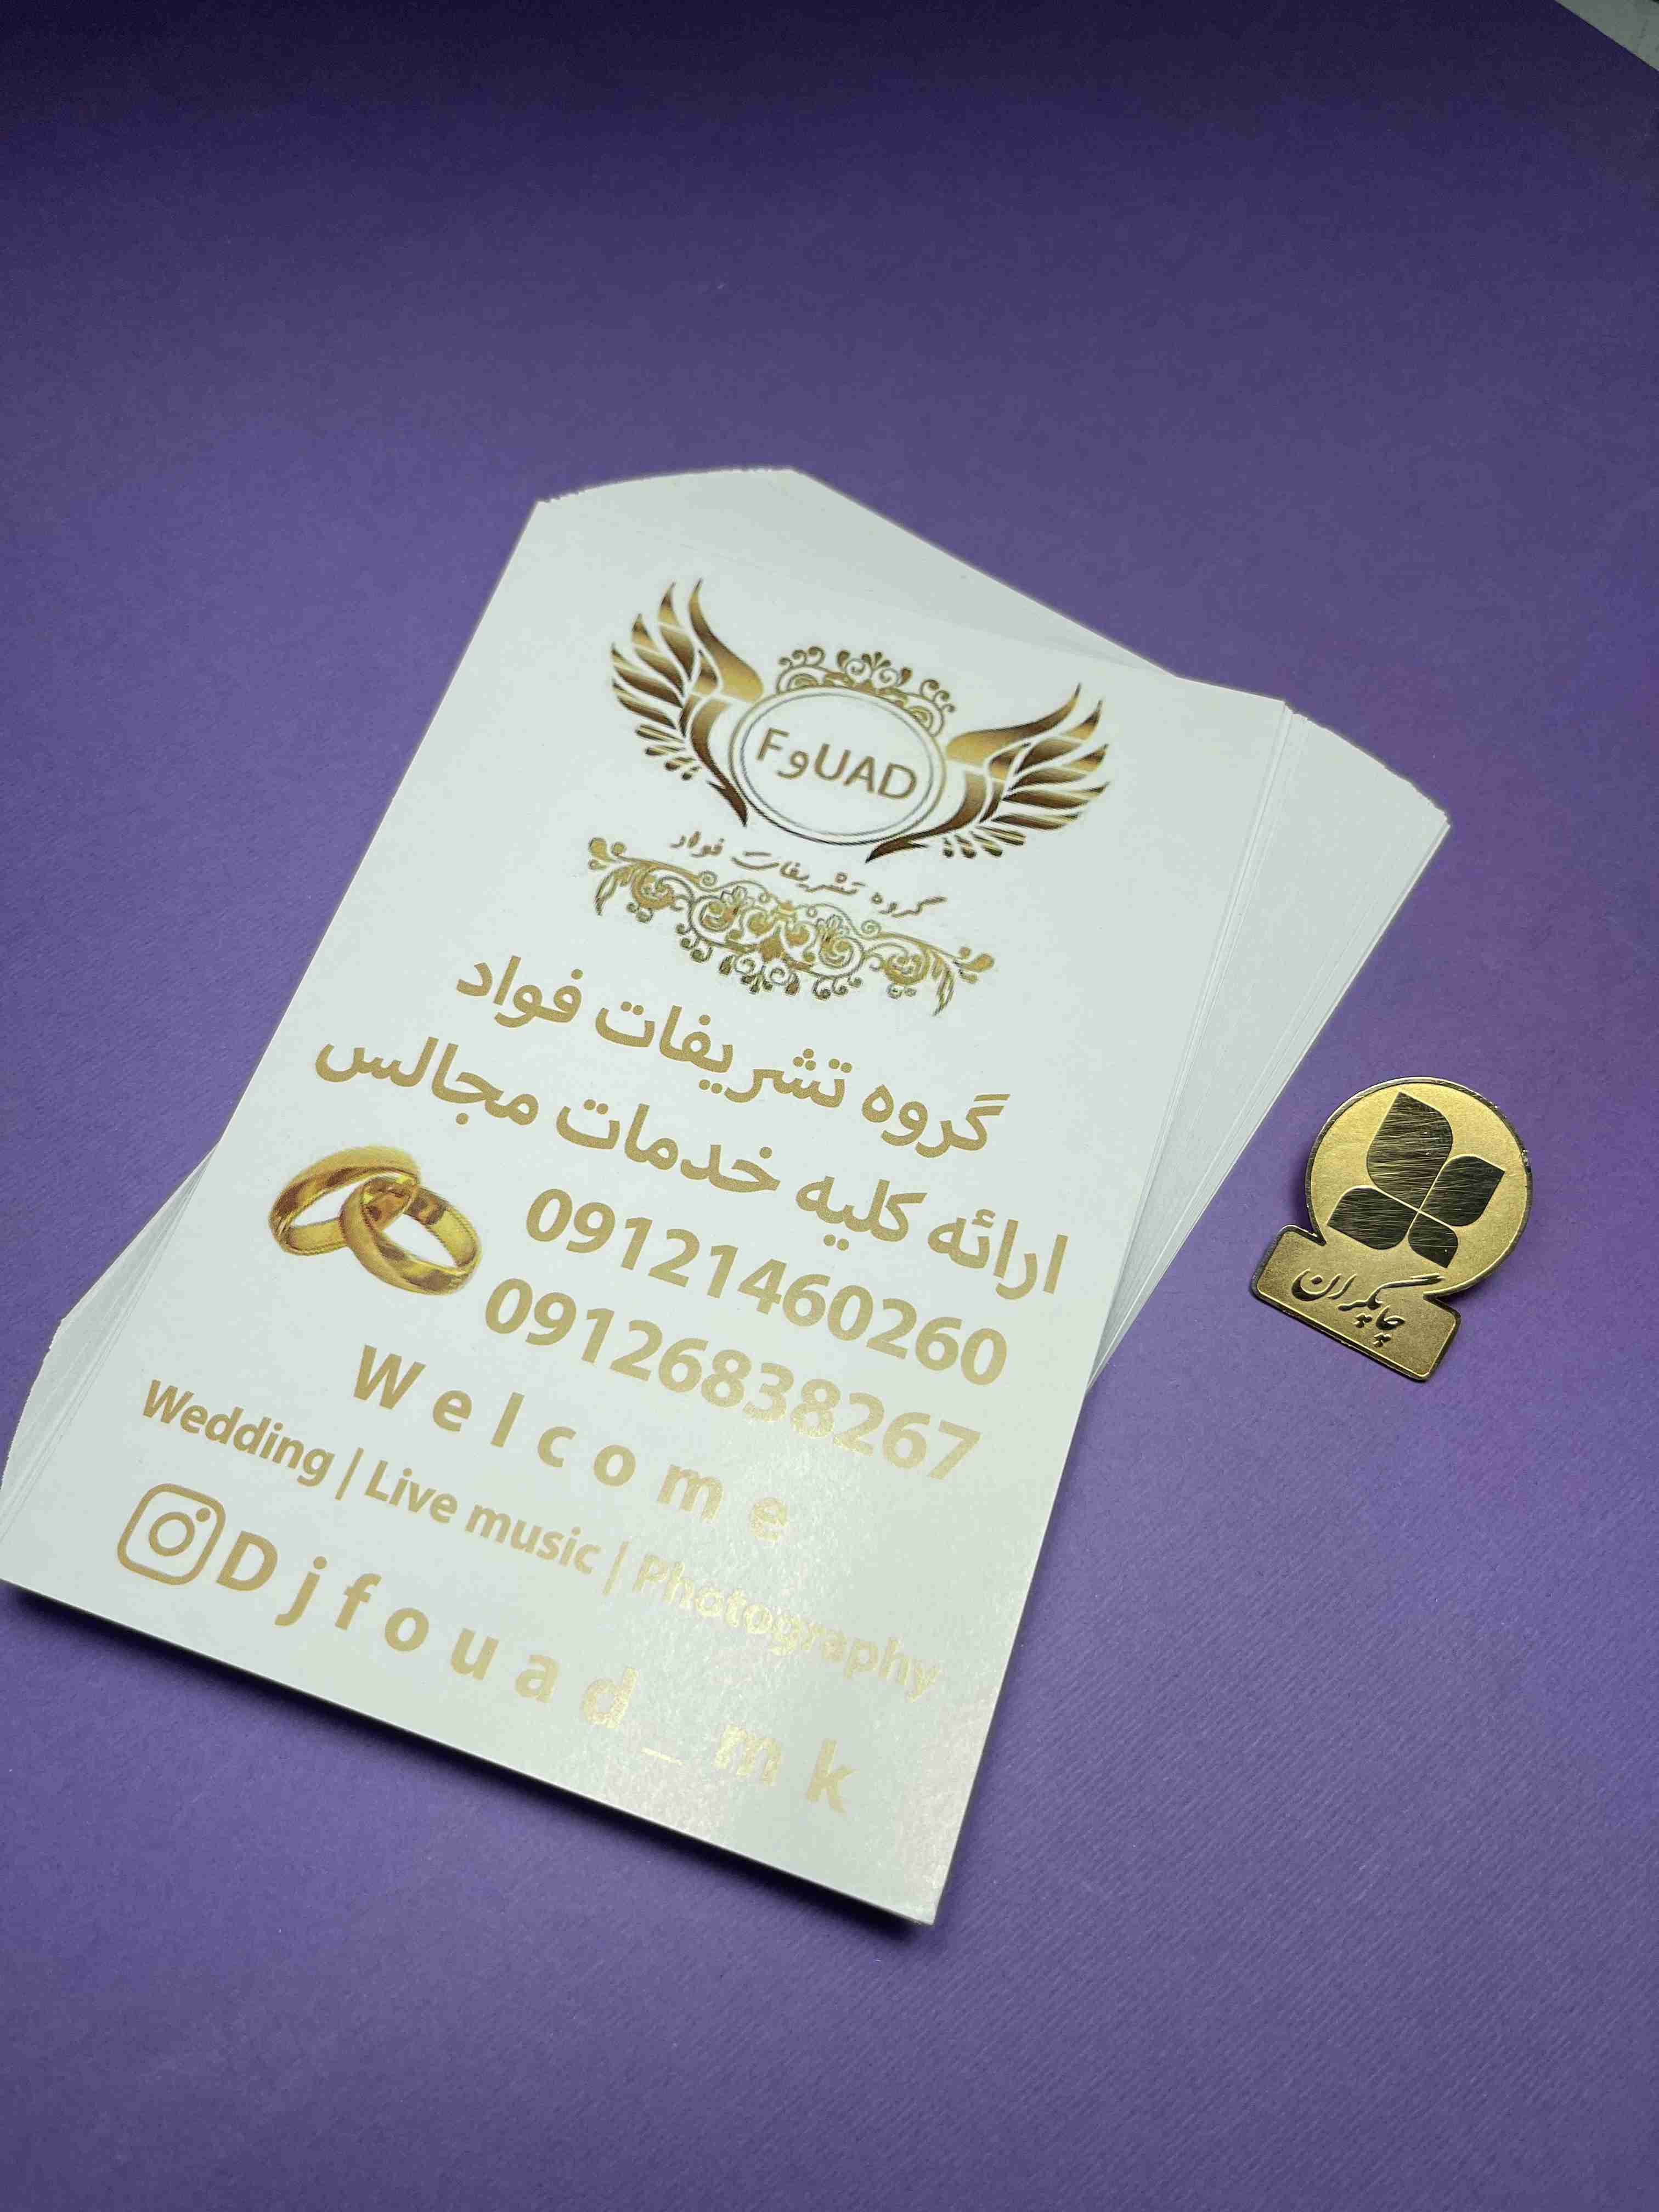 FوUAD
گروه تشریفات فواد
گروه تشریفات فواد
ارائه کلیه خدمات مجالس
09121460260
09126838267
Welcome
Wedding | Live music | Photography
Djfouad_mk
چاپگران